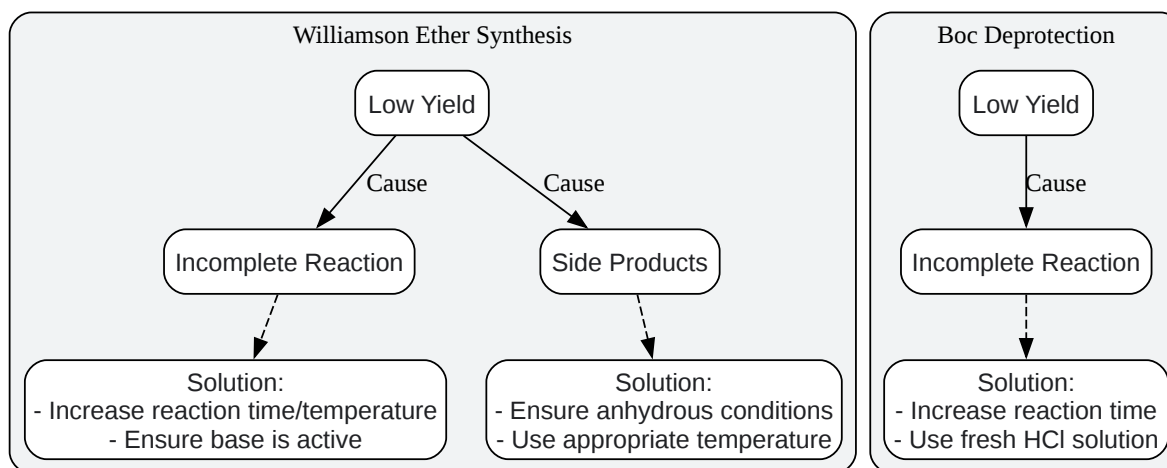 Williamson Ether Synthesis
Low Yield
Cause
Cause
Incomplete Reaction
Side Products
Solution:
- Increase reaction time/temperature
- Ensure base is active
Solution:
- Ensure anhydrous conditions
- Use appropriate temperature
Boc Deprotection
Low Yield
Cause
Incomplete Reaction
Solution:
- Increase reaction time
- Use fresh HCl solution